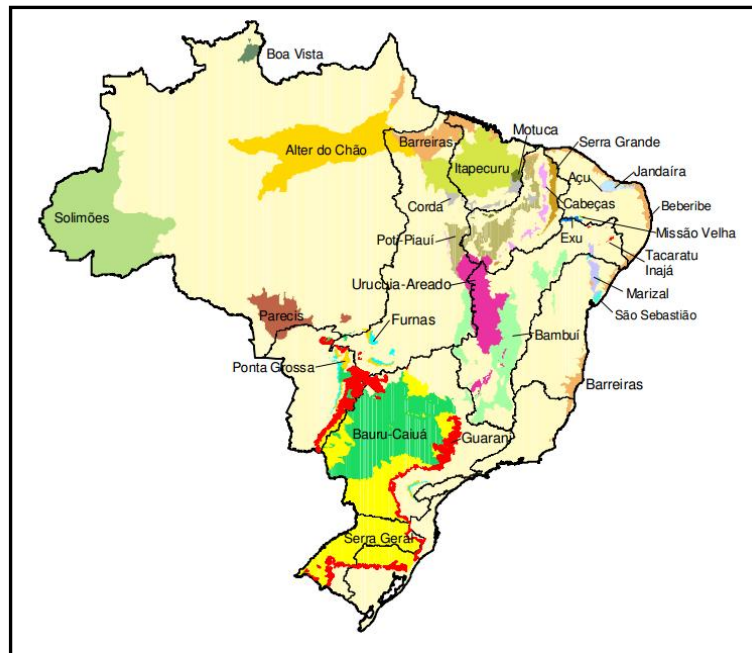 Boa Vista
Motuca
Serra Grande
Alter do Chão
Barreiras
Itapecuru
Açu
Jandaíra
Corda
Cabeças
Beberibe
Solimões
Missão Velha
Poti-Piauí
Exu
Tacaratu
Inajá
Urucuia-Areado
Marizal
São Sebastião
Parecis
Furnas
Bambuí
Ponta Grossa
Barreiras
Bauru-Caiuá
Guarani
Serra Geral